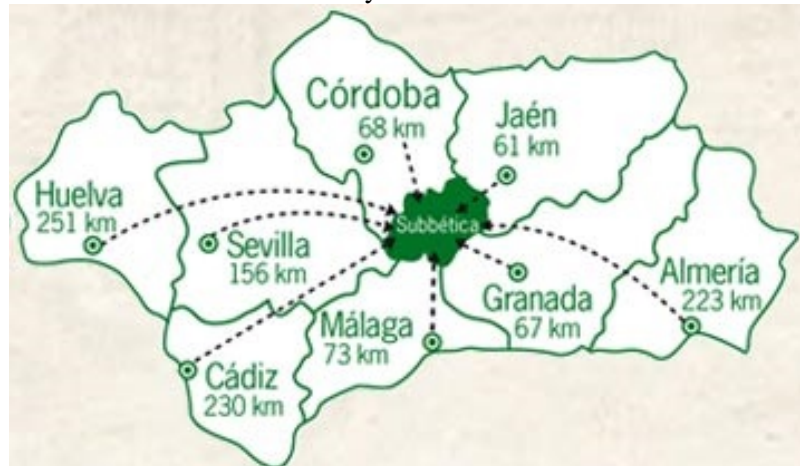 Córdoba
68 km
Jaén
61 km
Huelva
251 km
Subbética
Sevilla
156 km
Almería
223 km
Granada
67 km
Málaga
73 km
Cádiz
230 km